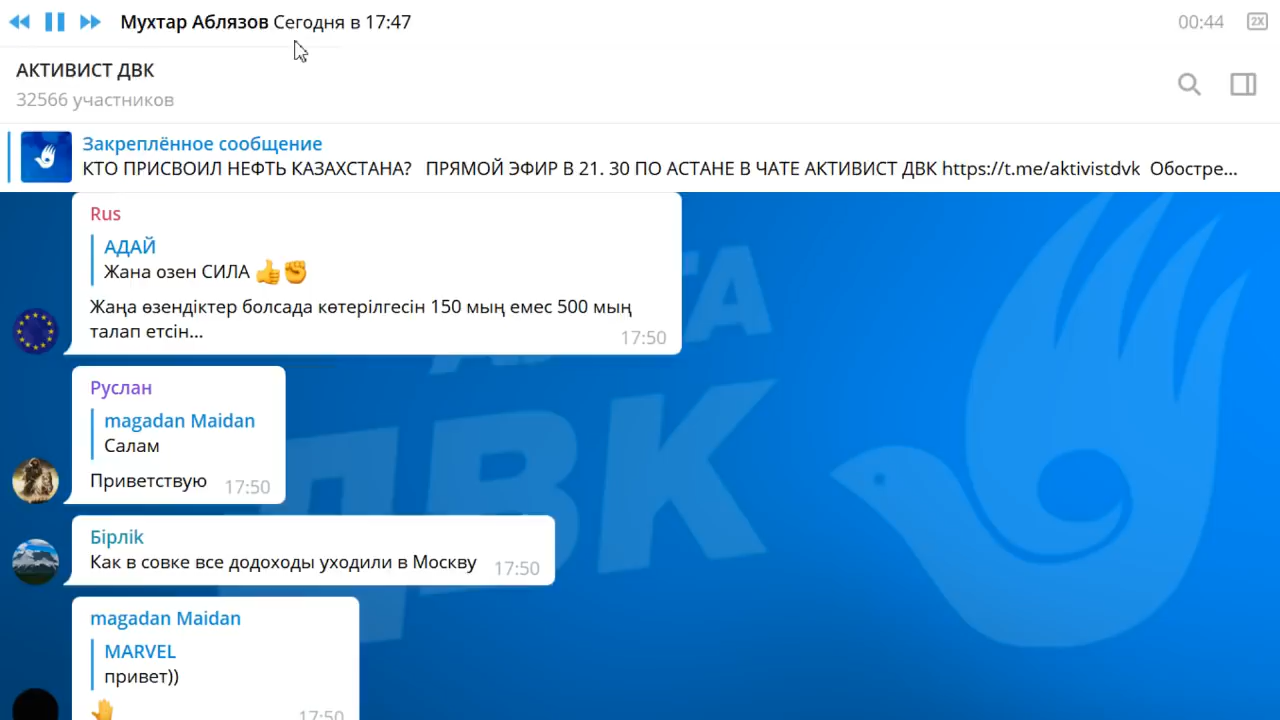 Мухтар Аблязов Сегодня в 17:47
00:44
2X
АКТИВИСТ ДВК
32566 участников
Закреплённое сообщение
КТО ПРИСВОИЛ НЕФТЬ КАЗАХСТАНА? ПРЯМОЙ ЭФИР В 21. 30 ПО АСТАНЕ В ЧАТЕ АКТИВИСТ ДВК https://t.me/aktivistdvk Обостре...
Rus
АДАЙ
Жана озен СИЛА 👍✊
Жаңа өзендіктер болсада көтерілгесін 150 мың емес 500 мың
талап етсін...
17:50
Руслан
magadan Maidan
Салам
Приветствую 17:50
Бірлік
Как в совке все додоходы уходили в Москву 17:50
magadan Maidan
MARVEL
привет))
🤚 17:50
ДВК